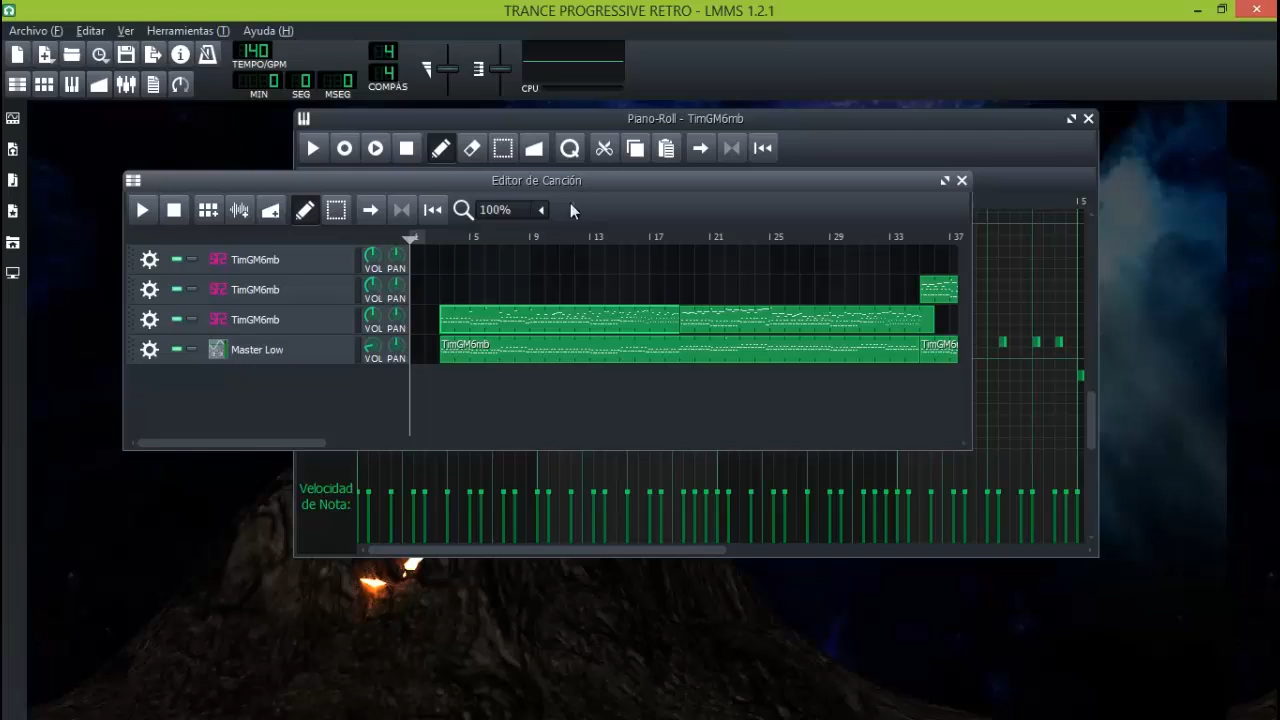 TRANCE PROGRESSIVE RETRO - LMMS 1.2.1
Archivo (F) Editar Ver Herramientas (T) Ayuda (H)
140
TEMPO/GPM
0 0 0
MIN SEG MSEG
4
4
COMPÁS
CPU
Piano-Roll - TimGM6mb
Editor de Canción
100%
5 9 13 17 21 25 29 33 37
5
TimGM6mb VOL PAN
TimGM6mb VOL PAN
TimGM6mb VOL PAN
Master Low VOL PAN
TimGM6mb TimGM6
Velocidad
de Nota: